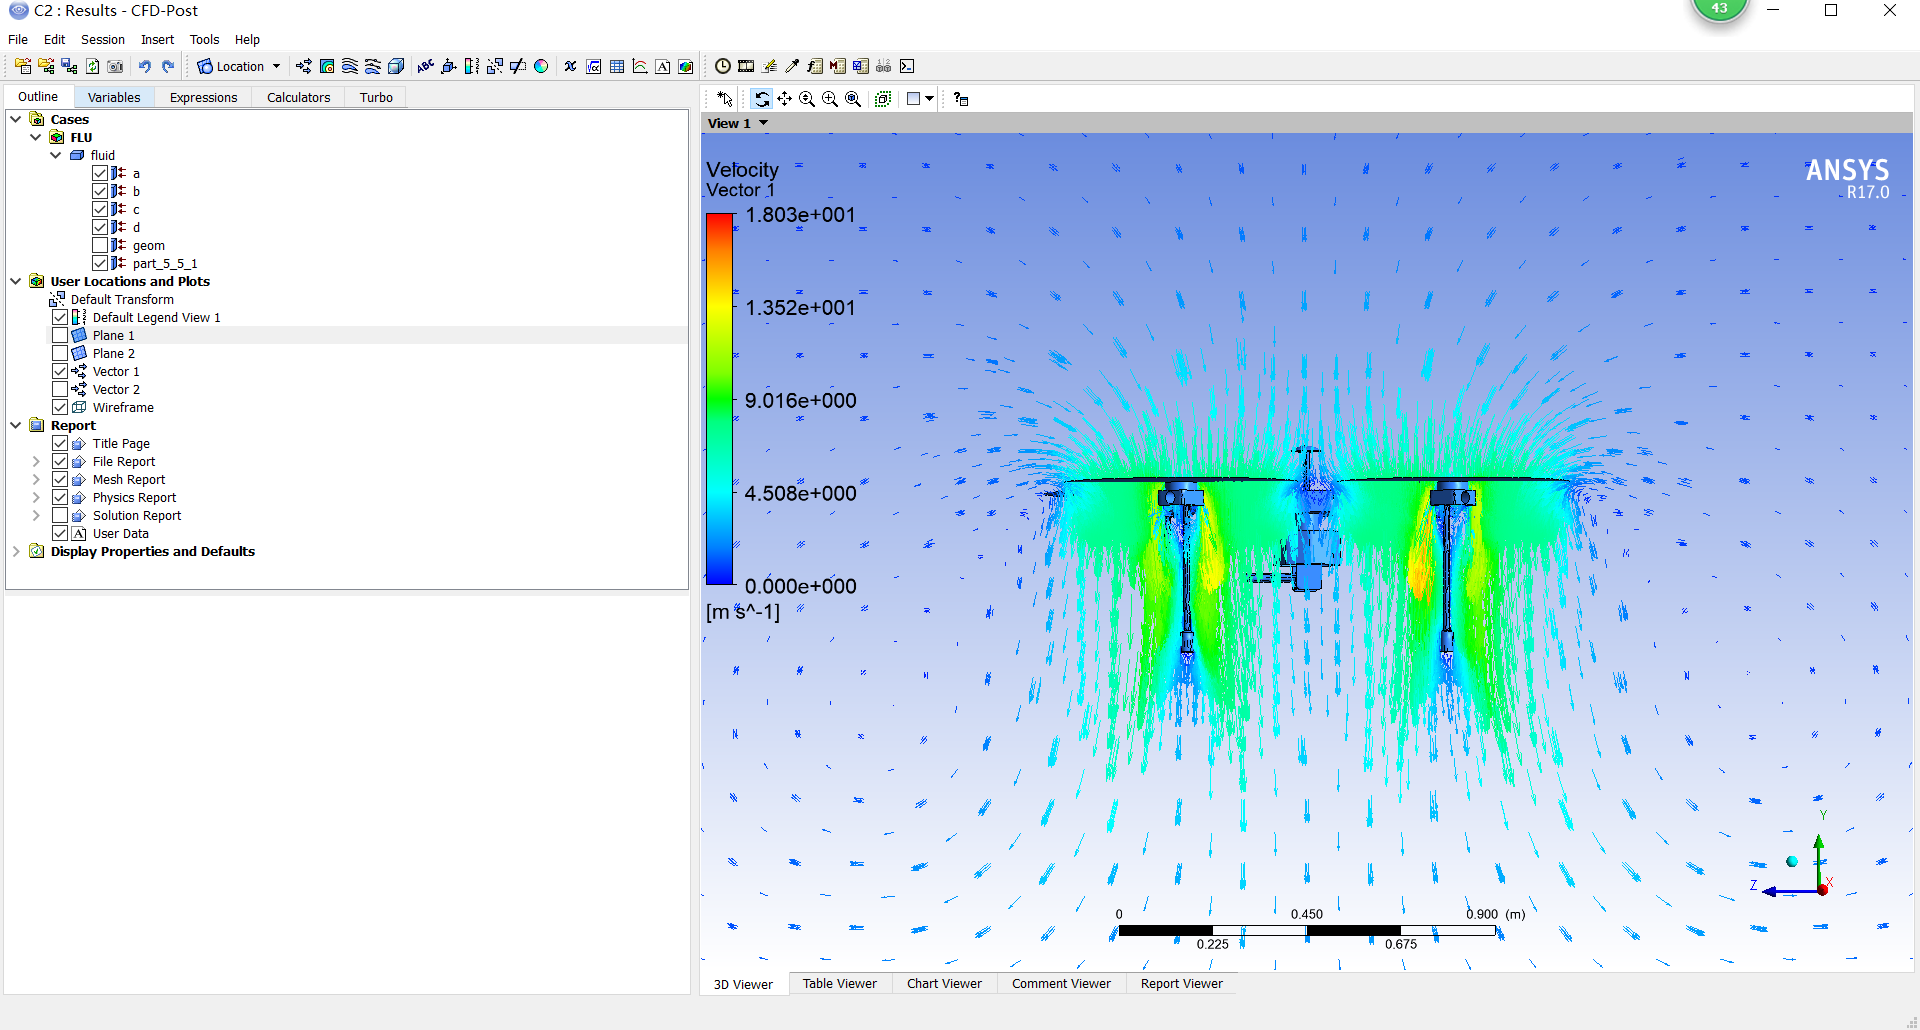 C2 : Results - CFD-Post
43
File Edit Session Insert Tools Help
Location
Outline Variables Expressions Calculators Turbo
Cases
FLU
fluid
a
b
c
d
geom
part_5_5_1
User Locations and Plots
Default Transform
Default Legend View 1
Plane 1
Plane 2
Vector 1
Vector 2
Wireframe
Report
Title Page
File Report
Mesh Report
Physics Report
Solution Report
User Data
Display Properties and Defaults
View 1
Velocity
Vector 1
1.803e+001
1.352e+001
9.016e+000
4.508e+000
0.000e+000
[m s^-1]
ANSYS
R17.0
Y
Z
X
0 0.450 0.900 (m)
0.225 0.675
3D Viewer Table Viewer Chart Viewer Comment Viewer Report Viewer